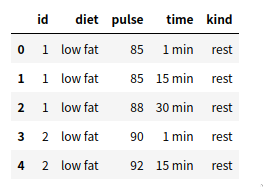 id diet pulse time kind
0 1 low fat 85 1 min rest
1 1 low fat 85 15 min rest
2 1 low fat 88 30 min rest
3 2 low fat 90 1 min rest
4 2 low fat 92 15 min rest